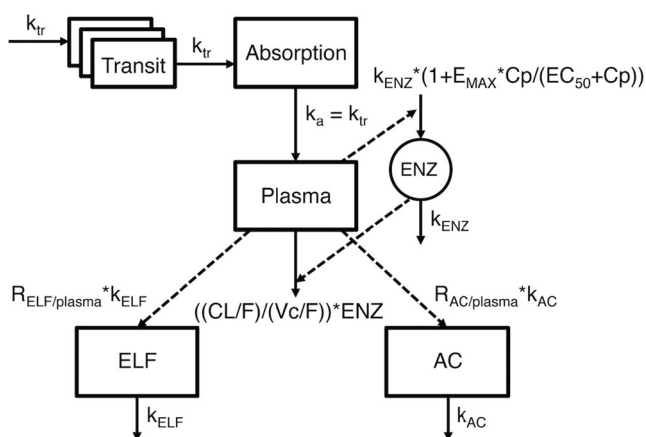 k_tr
k_tr
Transit
Absorption
k_ENZ*(1+E_MAX*Cp/(EC_50+Cp))
k_a = k_tr
Plasma
ENZ
k_ENZ
R_ELF/plasma*k_ELF
((CL/F)/(Vc/F))*ENZ
R_AC/plasma*k_AC
ELF
AC
k_ELF
k_AC